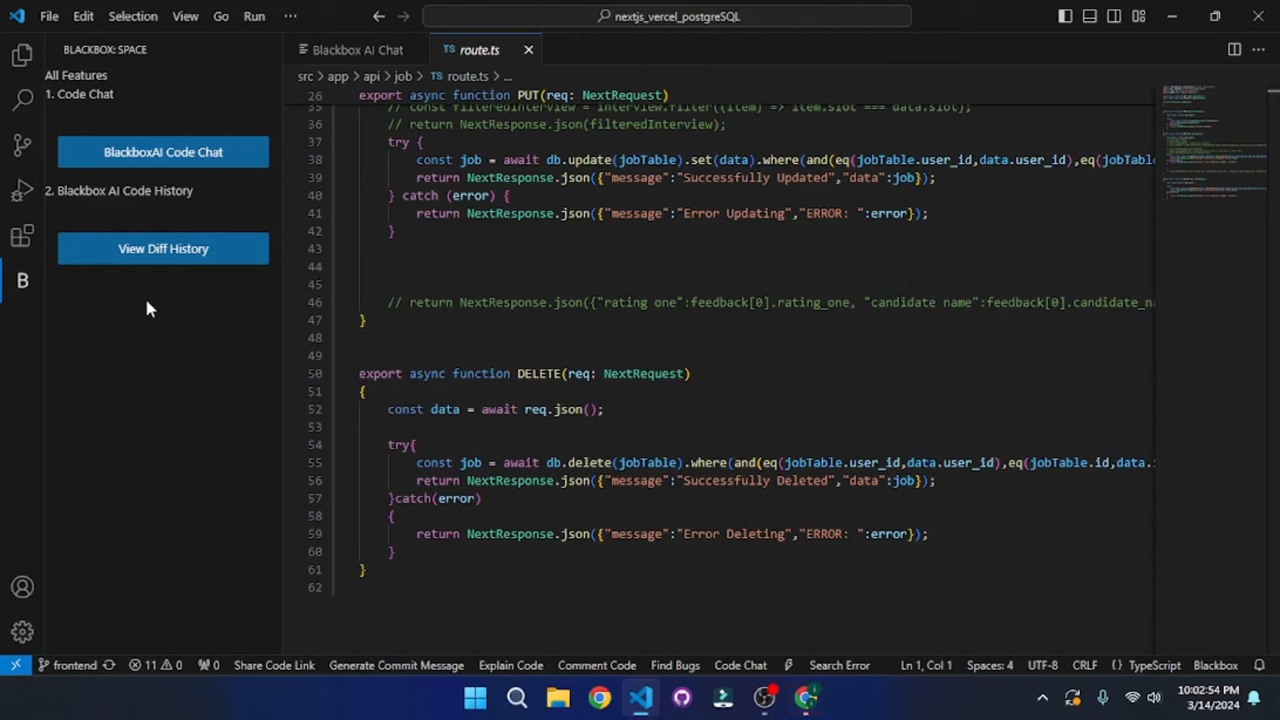 File Edit Selection View Go Run ··· nextjs_vercel_postgreSQL
BLACKBOX: SPACE
All Features
1. Code Chat
BlackboxAI Code Chat
2. Blackbox AI Code History
View Diff History
B
Blackbox AI Chat TS route.ts
src > app > api > job > TS route.ts > ...
26 export async function PUT(req: NextRequest)
35 // const filteredInterview = interview.filter((item) => item.slot === data.slot);
36 // return NextResponse.json(filteredInterview);
37 try {
38 const job = await db.update(jobTable).set(data).where(and(eq(jobTable.user_id,data.user_id),eq(jobTable
39 return NextResponse.json({"message":"Successfully Updated","data":job});
40 } catch (error) {
41 return NextResponse.json({"message":"Error Updating","ERROR: ":error});
42 }
43
44
45
46 // return NextResponse.json({"rating one":feedback[0].rating_one, "candidate name":feedback[0].candidate_na
47 }
48
49
50 export async function DELETE(req: NextRequest)
51 {
52 const data = await req.json();
53
54 try{
55 const job = await db.delete(jobTable).where(and(eq(jobTable.user_id,data.user_id),eq(jobTable.id,data.
56 return NextResponse.json({"message":"Successfully Deleted","data":job});
57 }catch(error)
58 {
59 return NextResponse.json({"message":"Error Deleting","ERROR: ":error});
60 }
61 }
62
frontend 11 0 0 Share Code Link Generate Commit Message Explain Code Comment Code Find Bugs Code Chat Search Error Ln 1, Col 1 Spaces: 4 UTF-8 CRLF {} TypeScript Blackbox
10:02:54 PM
3/14/2024